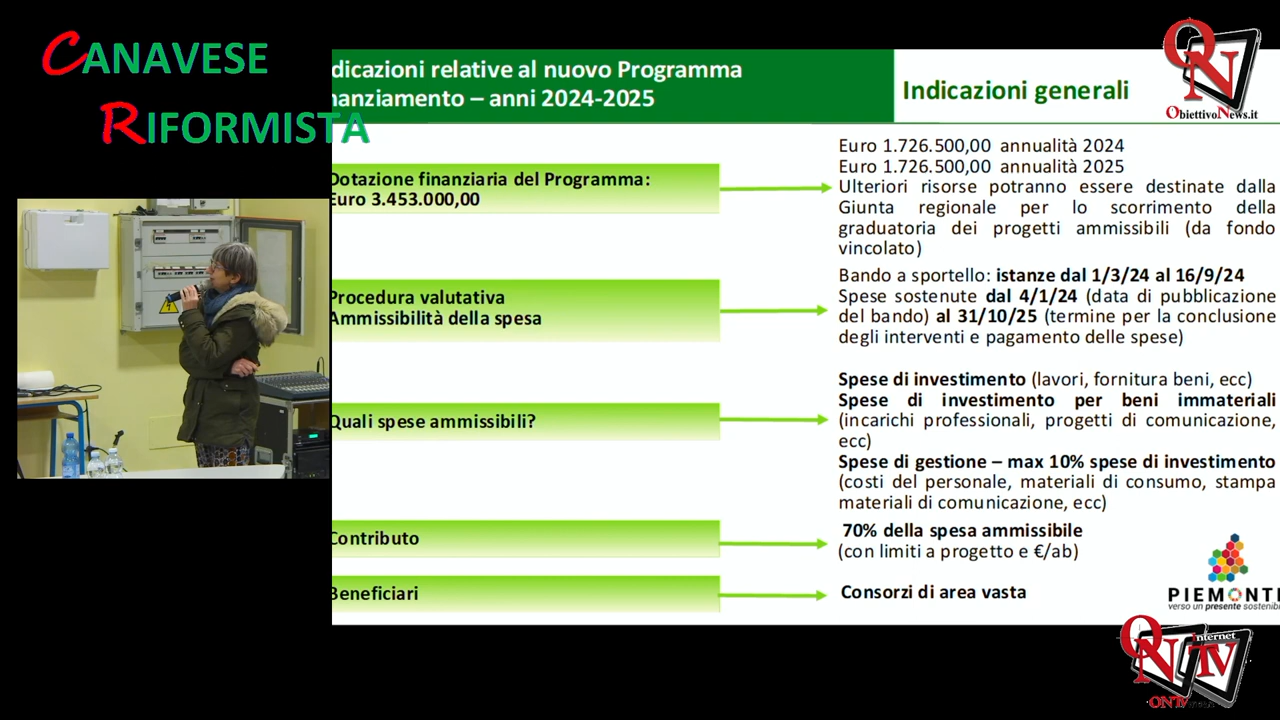 CANAVESE
RIFORMISTA
dicazioni relative al nuovo Programma
nanziamento – anni 2024-2025
Indicazioni generali
ON
ObiettivoNews.it
Dotazione finanziaria del Programma:
Euro 3.453.000,00
Euro 1.726.500,00 annualità 2024
Euro 1.726.500,00 annualità 2025
Ulteriori risorse potranno essere destinate dalla
Giunta regionale per lo scorrimento della
graduatoria dei progetti ammissibili (da fondo
vincolato)
Procedura valutativa
Ammissibilità della spesa
Bando a sportello: istanze dal 1/3/24 al 16/9/24
Spese sostenute dal 4/1/24 (data di pubblicazione
del bando) al 31/10/25 (termine per la conclusione
degli interventi e pagamento delle spese)
Quali spese ammissibili?
Spese di investimento (lavori, fornitura beni, ecc)
Spese di investimento per beni immateriali
(incarichi professionali, progetti di comunicazione,
ecc)
Spese di gestione – max 10% spese di investimento
(costi del personale, materiali di consumo, stampa
materiali di comunicazione, ecc)
Contributo
70% della spesa ammissibile
(con limiti a progetto e €/ab)
Beneficiari
Consorzi di area vasta
PIEMONTE
verso un presente sostenibi
ON
internet
TV